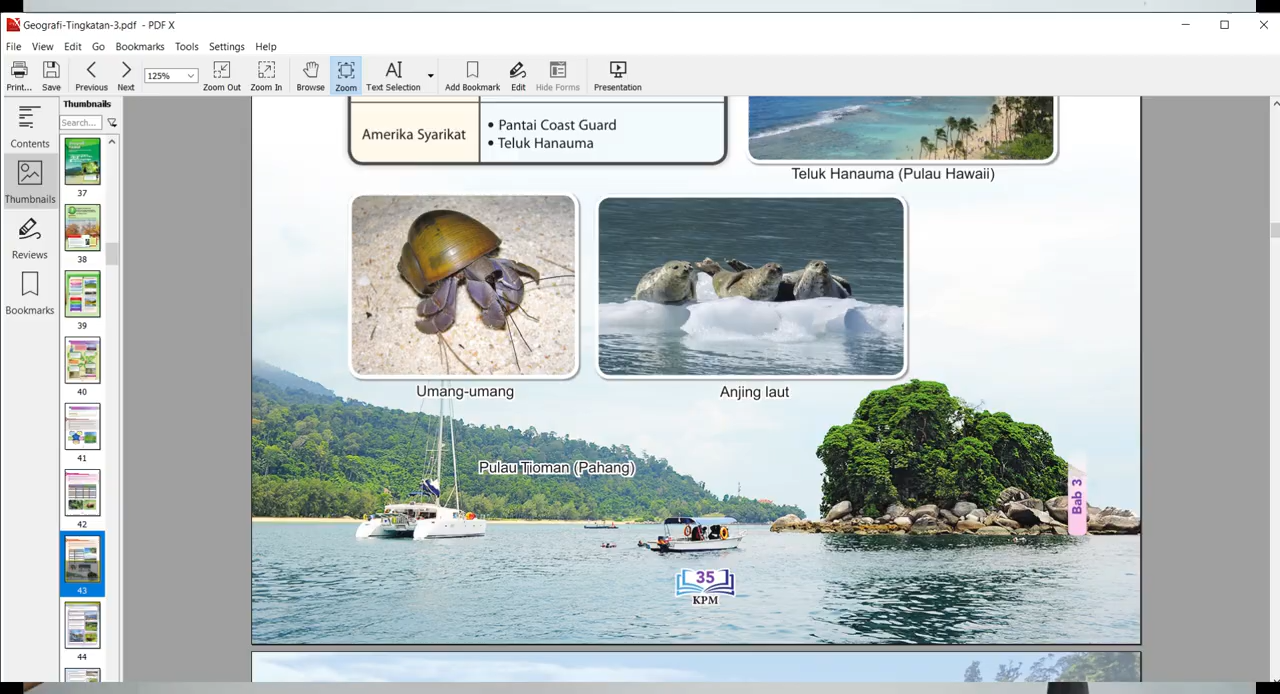 Geografi-Tingkatan-3.pdf - PDF X
File View Edit Go Bookmarks Tools Settings Help
Print... Save Previous Next 125% Zoom Out Zoom In Browse Zoom Text Selection Add Bookmark Edit Hide Forms Presentation
Contents
Thumbnails
Reviews
Bookmarks
Thumbnails
Search...
37
38
39
40
41
42
43
44
Amerika Syarikat
• Pantai Coast Guard
• Teluk Hanauma
Teluk Hanauma (Pulau Hawaii)
Umang-umang
Anjing laut
Pulau Tioman (Pahang)
Bab 3
35
KPM